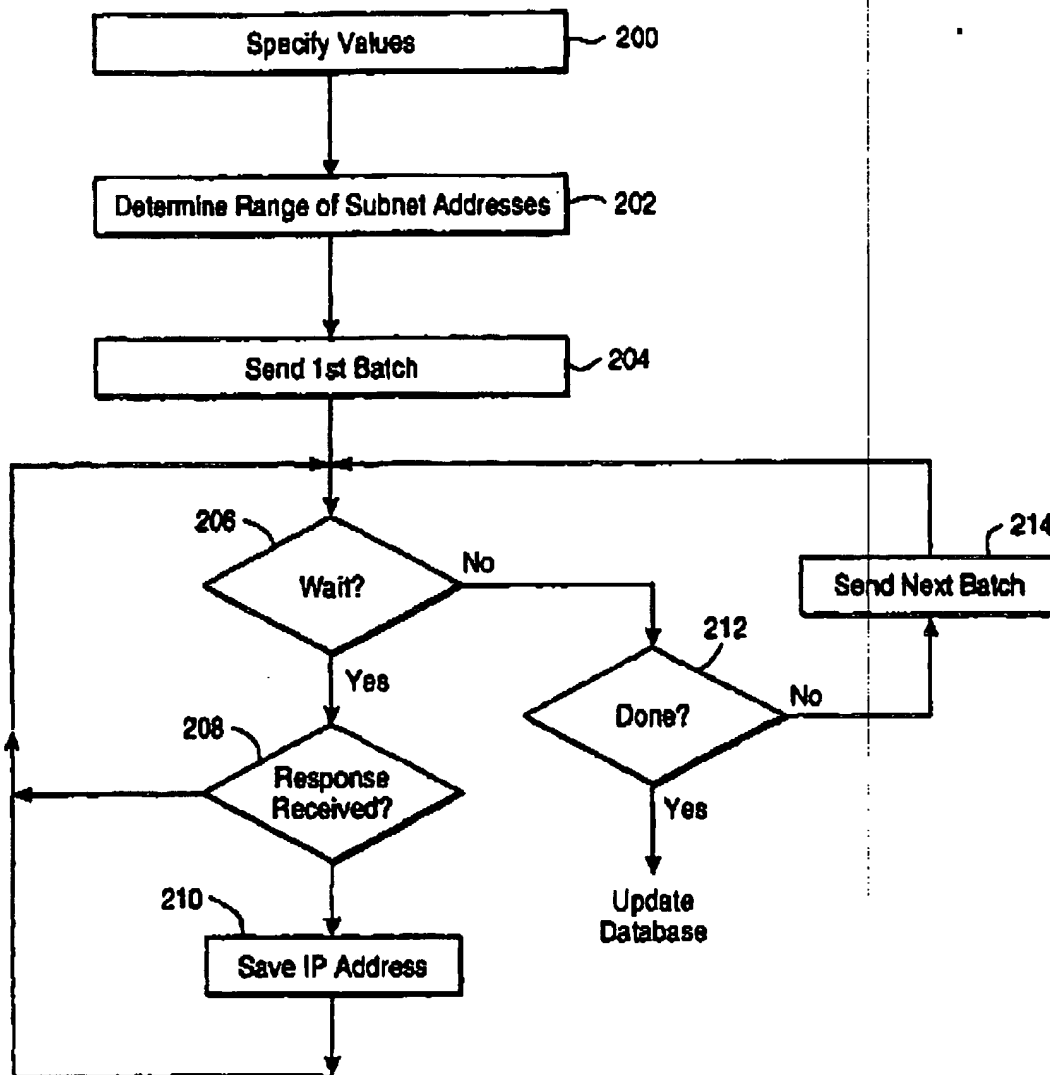 Specify Values
200
Determine Range of Subnet Addresses
202
Send 1st Batch
204
206
Wait?
No
Yes
214
Send Next Batch
212
Done?
No
Yes
Update
Database
208
Response
Received?
210
Save IP Address